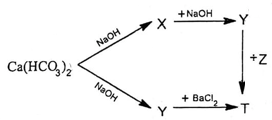 NaOH X +NaOH Y
Ca(HCO₃)₂ +Z
NaOH Y + BaCl₂ T